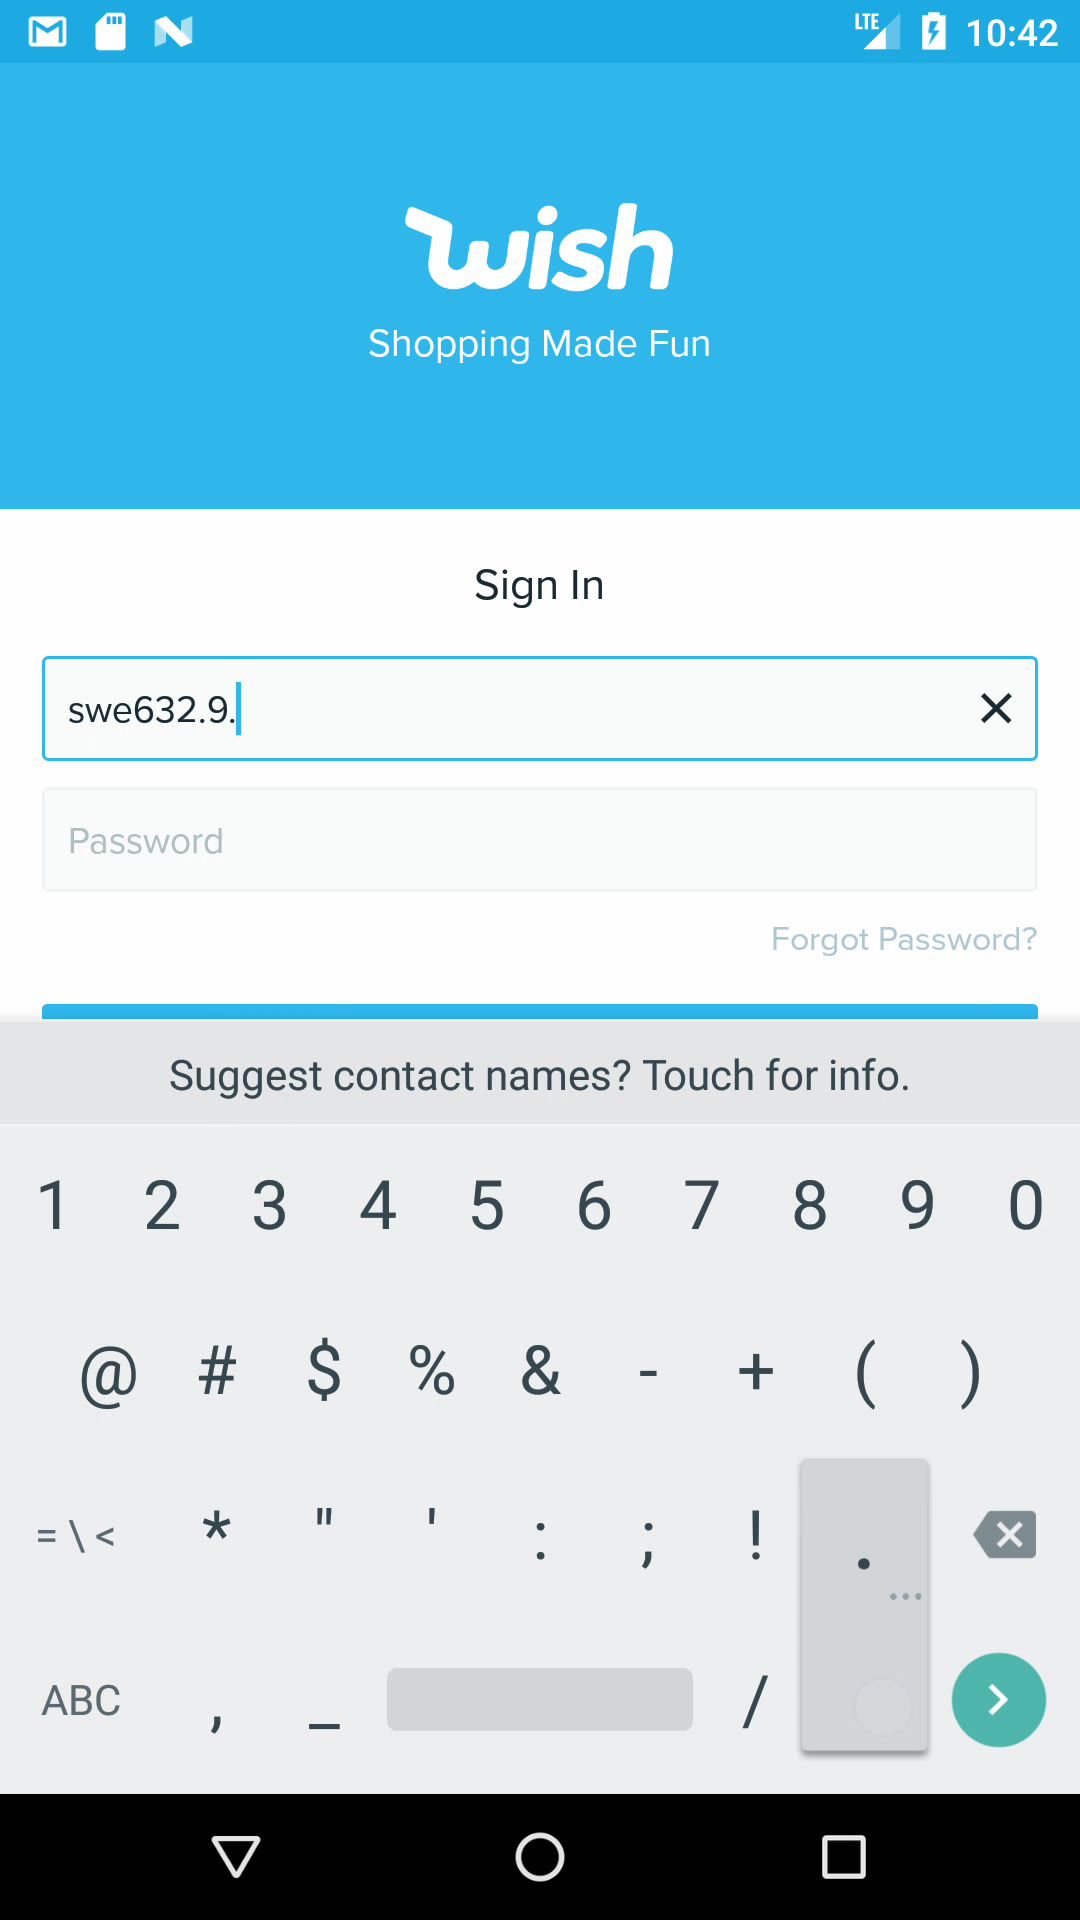 LTE 10:42
wish
Shopping Made Fun
Sign In
swe632.9.
Password
Forgot Password?
Suggest contact names? Touch for info.
1 2 3 4 5 6 7 8 9 0
@ # $ % & - + ( )
= \ < * " ' : ; ! . ...
ABC , _ /